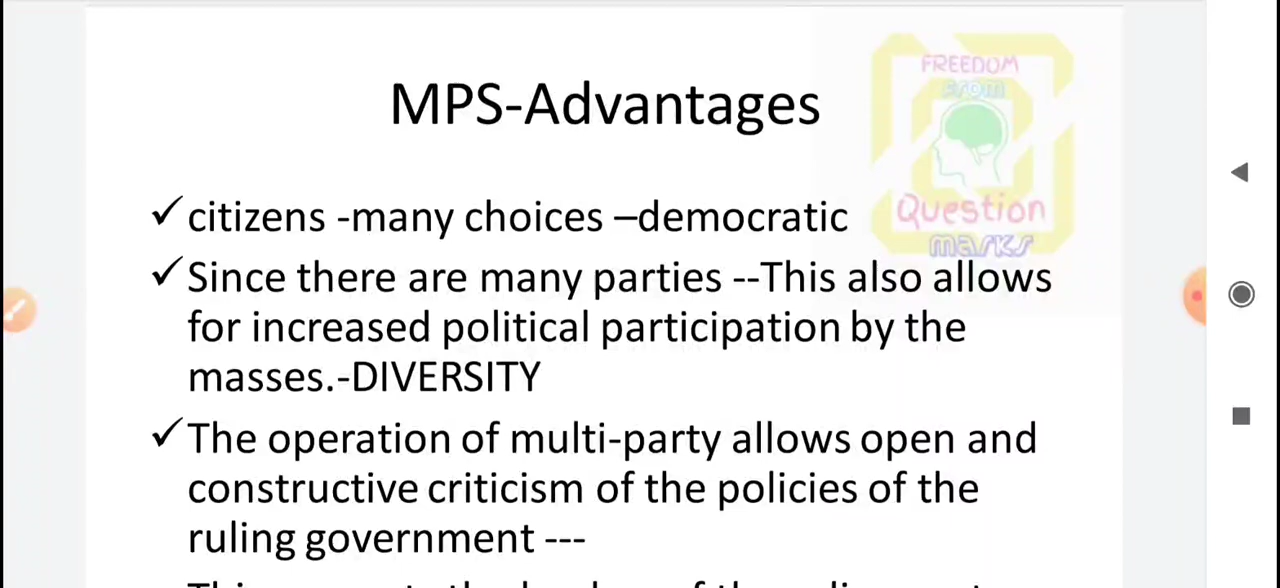 FREEDOM
From
MPS-Advantages
Question
marks
✓ citizens -many choices –democratic
✓ Since there are many parties --This also allows
for increased political participation by the
masses.-DIVERSITY
✓ The operation of multi-party allows open and
constructive criticism of the policies of the
ruling government ---